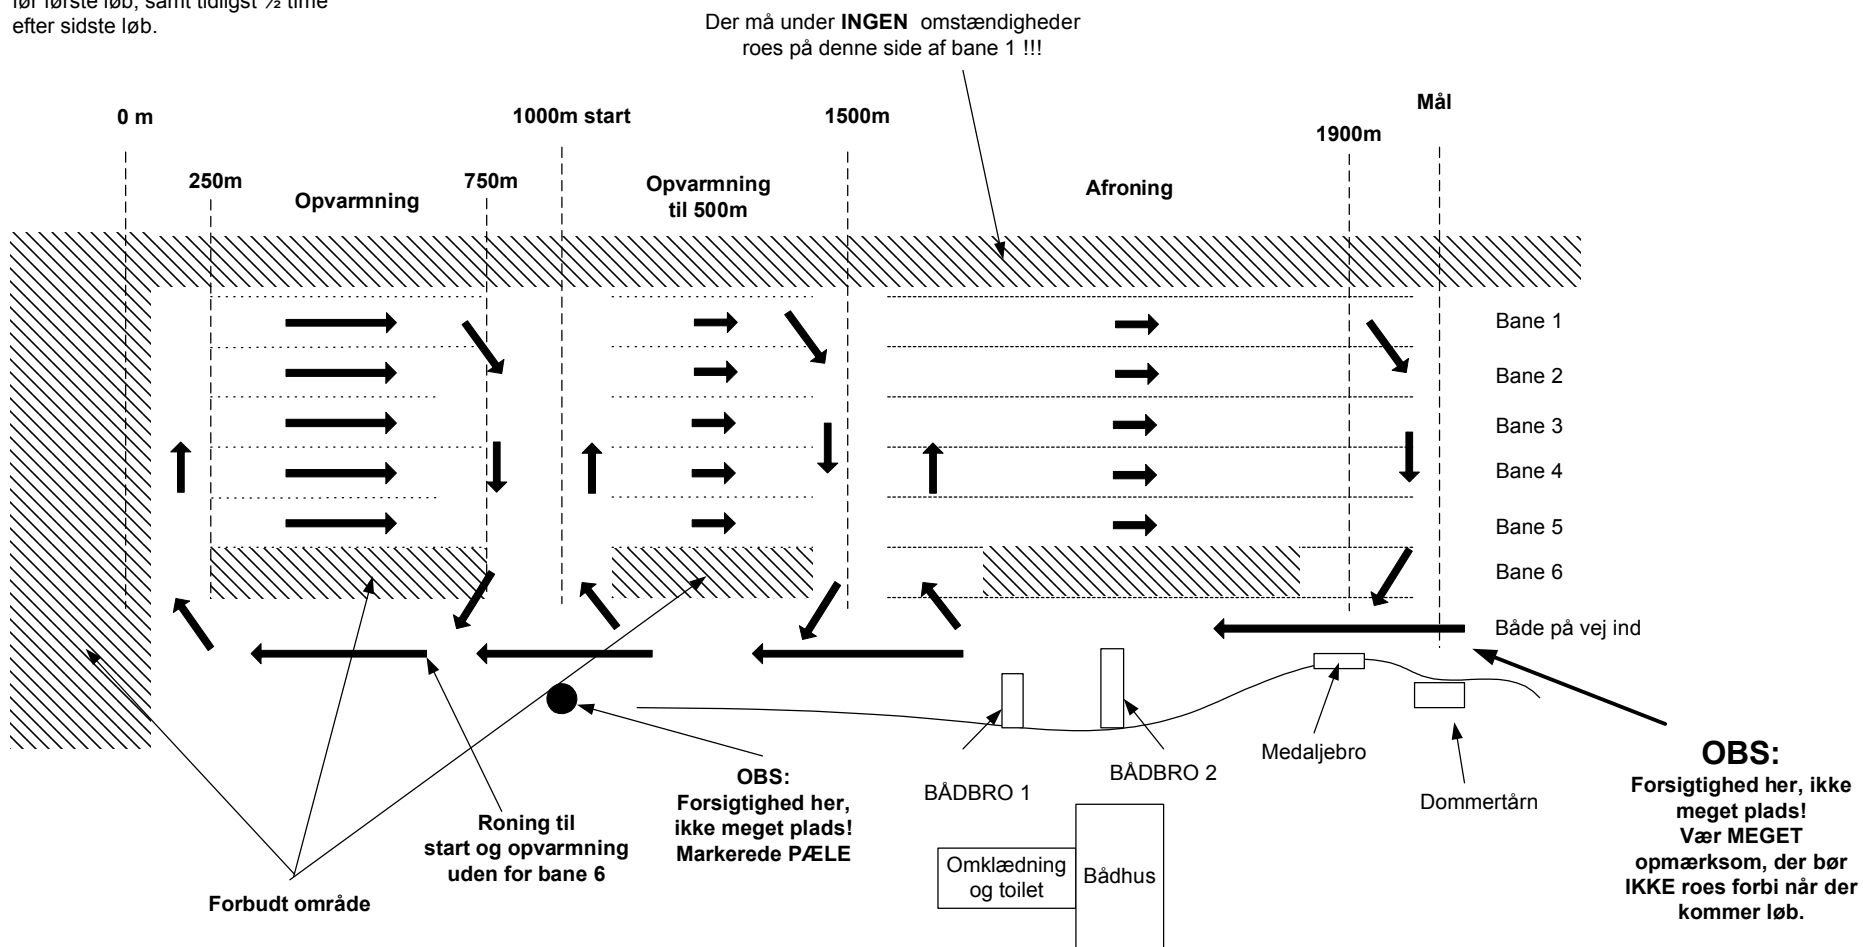 før første løb, samt tidligst ½ time
efter sidste løb.
Der må under INGEN omstændigheder
roes på denne side af bane 1 !!!
0 m
250m
Opvarmning
750m
1000m start
Opvarmning
til 500m
1500m
Afroning
1900m
Mål
Bane 1
Bane 2
Bane 3
Bane 4
Bane 5
Bane 6
Både på vej ind
Forbudt område
Roning til
start og opvarmning
uden for bane 6
OBS:
Forsigtighed her,
ikke meget plads!
Markerede PÆLE
BÅDBRO 1
BÅDBRO 2
Medaljebro
Dommertårn
Omklædning
og toilet
Bådhus
OBS:
Forsigtighed her, ikke
meget plads!
Vær MEGET
opmærksom, der bør
IKKE roes forbi når der
kommer løb.